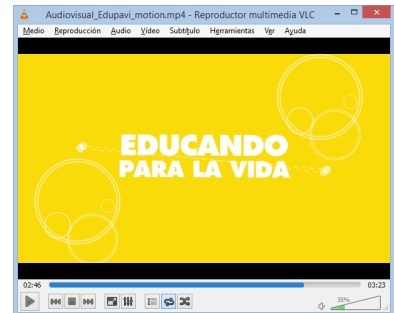 Audiovisual_Edupavi_motion.mp4 - Reproductor multimedia VLC
Medio Reproducción Audio Vídeo Subtítulo Herramientas Ver Ayuda
EDUCANDO
PARA LA VIDA
02:46 03:23
35%